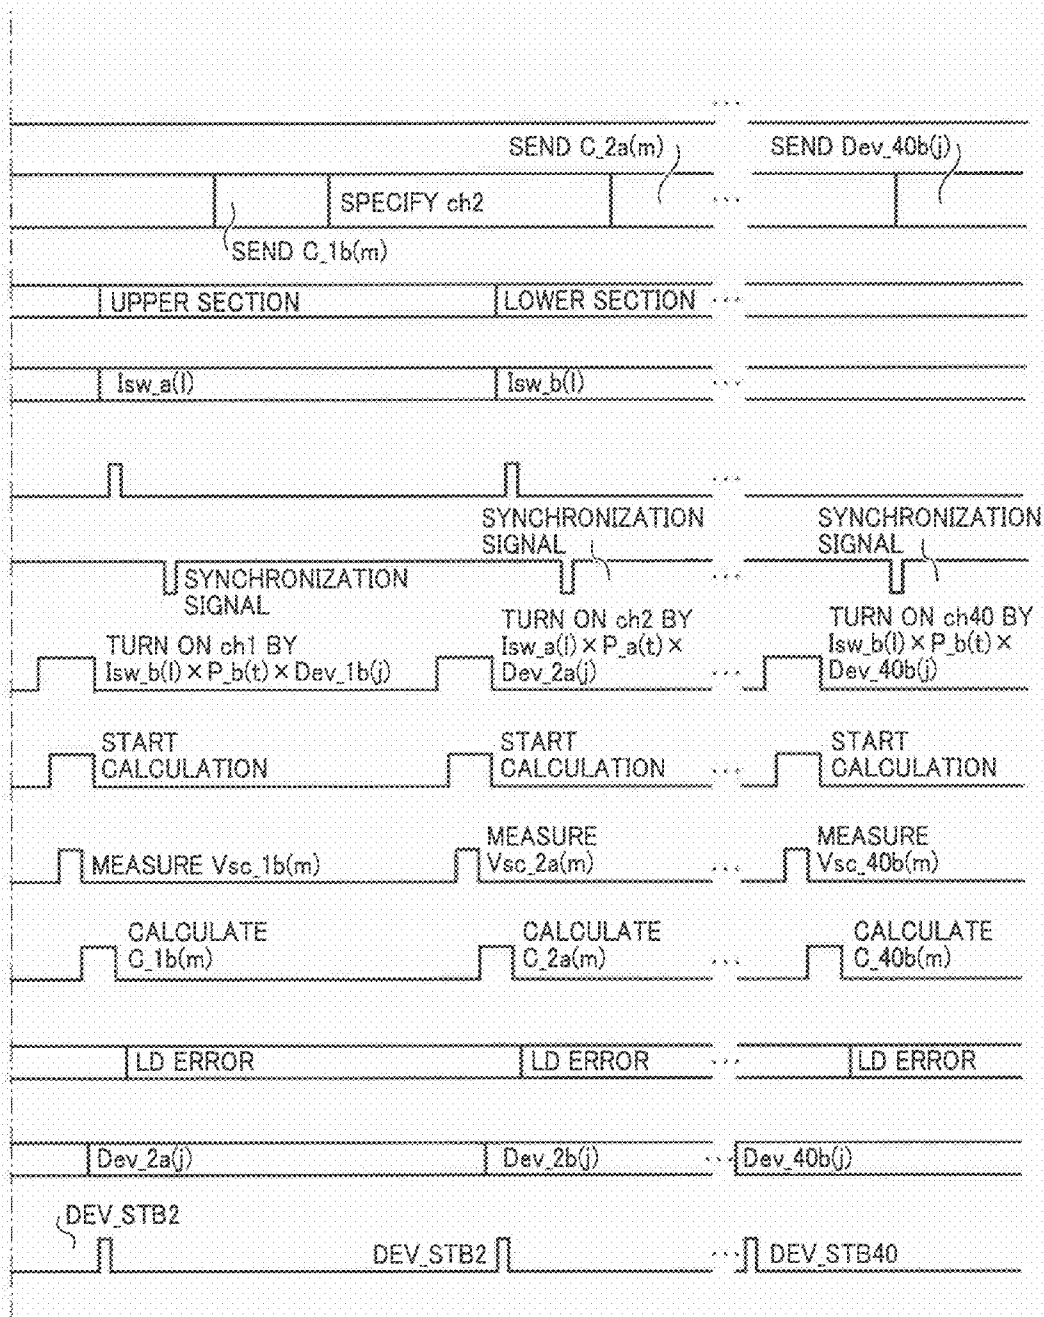 SEND C_2a(m)
SEND Dev_40b(j)
SPECIFY ch2
SEND C_1b(m)
UPPER SECTION
LOWER SECTION
Isw_a(l)
Isw_b(l)
SYNCHRONIZATION
SIGNAL
SYNCHRONIZATION
SIGNAL
SYNCHRONIZATION
SIGNAL
TURN ON ch1 BY
Isw_b(l)×P_b(t)×Dev_1b(j)
TURN ON ch2 BY
Isw_a(l)×P_a(t)×
Dev_2a(j)
TURN ON ch40 BY
Isw_b(l)×P_b(t)×
Dev_40b(j)
START
CALCULATION
START
CALCULATION
START
CALCULATION
MEASURE Vsc_1b(m)
MEASURE
Vsc_2a(m)
MEASURE
Vsc_40b(m)
CALCULATE
C_1b(m)
CALCULATE
C_2a(m)
CALCULATE
C_40b(m)
LD ERROR
LD ERROR
LD ERROR
Dev_2a(j)
Dev_2b(j)
Dev_40b(j)
DEV_STB2
DEV_STB2
DEV_STB40